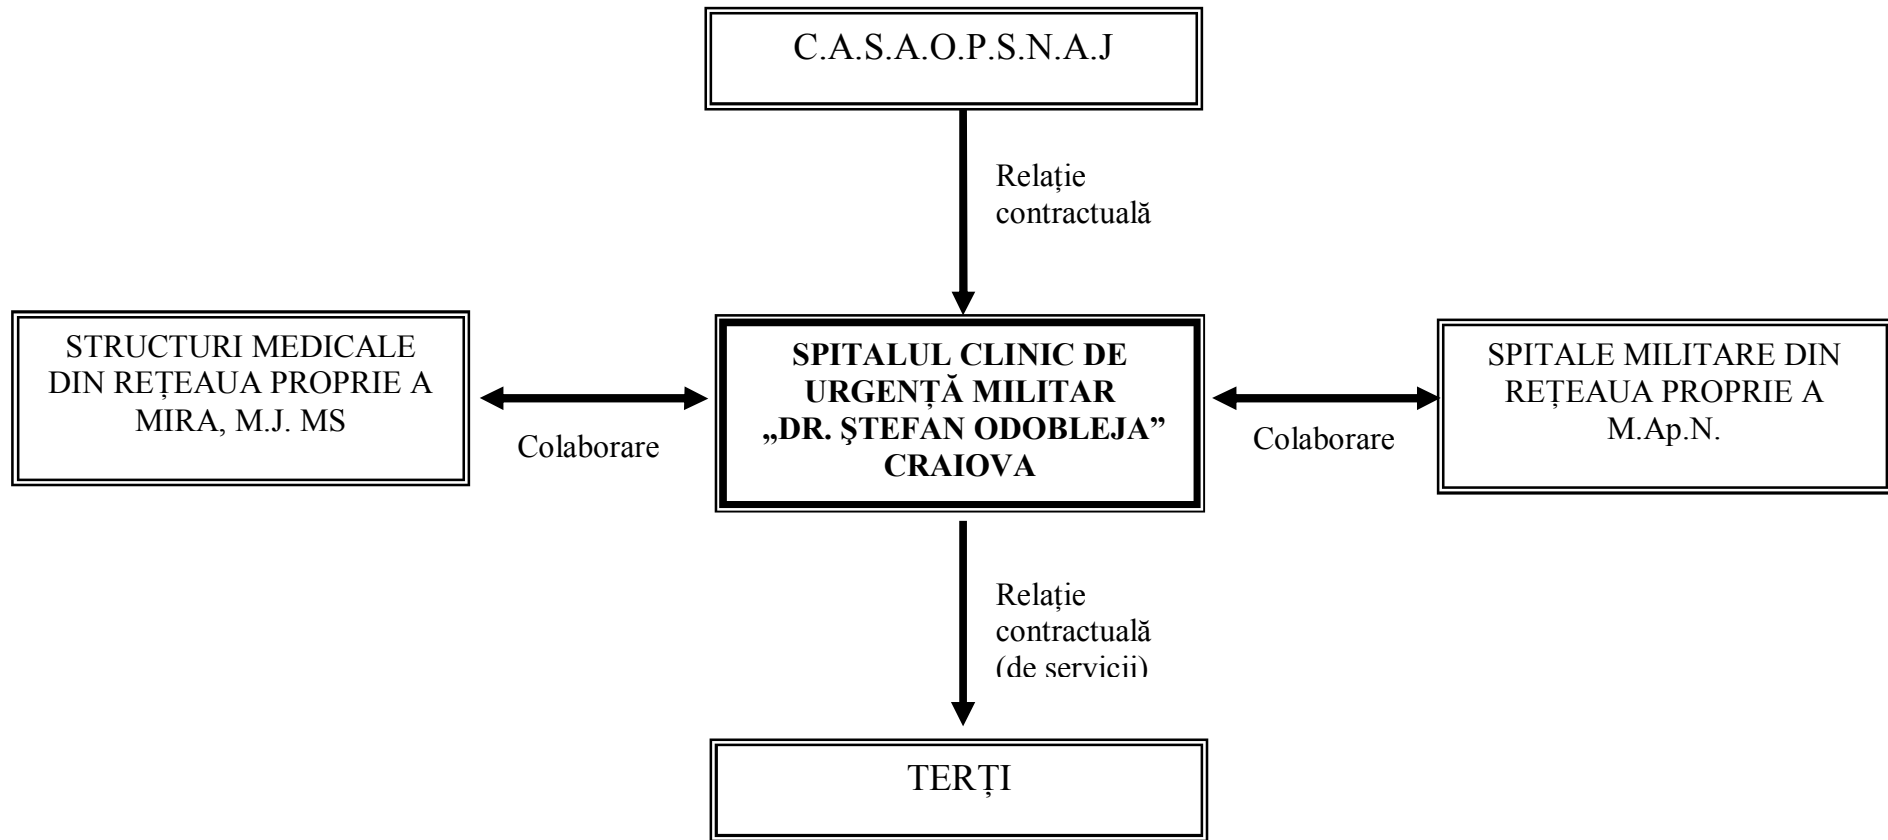 C.A.S.A.O.P.S.N.A.J
Relație
contractuală
STRUCTURI MEDICALE
DIN REȚEAUA PROPRIE A
MIRA, M.J. MS
Colaborare
SPITALUL CLINIC DE
URGENȚĂ MILITAR
„DR. ŞTEFAN ODOBLEJA”
CRAIOVA
Colaborare
SPITALE MILITARE DIN
REȚEAUA PROPRIE A
M.Ap.N.
Relație
contractuală
(de servicii)
TERȚI